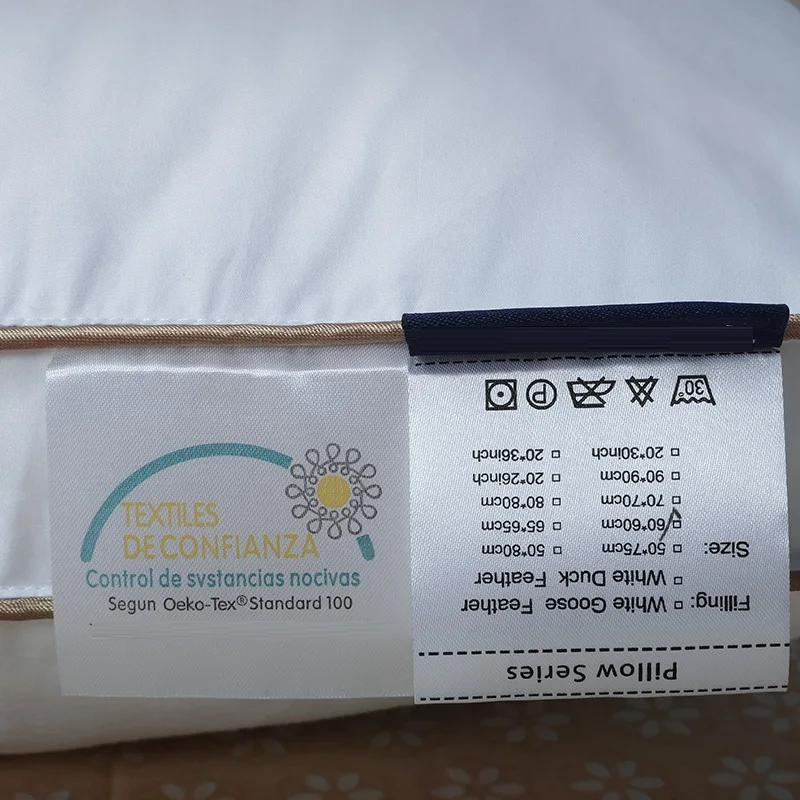 TEXTILES
DE CONFIANZA
Control de svstancias nocivas
Segun Oeko-Tex® Standard 100
Pillow Series
Filling: □ White Goose Feather
□ White Duck Feather
Size: □ 50*75cm □ 50*80cm
□ 60*60cm □ 65*65cm
□ 70*70cm □ 80*80cm
□ 90*90cm □ 20*26inch
□ 20*30inch □ 20*36inch
30° P